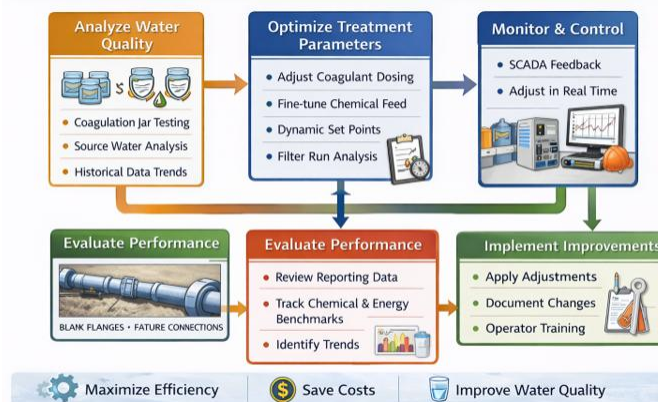 Analyze Water
Quality
Coagulation Jar Testing
Source Water Analysis
Historical Data Trends
Optimize Treatment
Parameters
Adjust Coagulant Dosing
Fine-tune Chemical Feed
Dynamic Set Points
Filter Run Analysis
Monitor & Control
SCADA Feedback
Adjust in Real Time
Evaluate Performance
BLANK FLANGES • FATURE CONNECTIONS
Evaluate Performance
Review Reporting Data
Track Chemical & Energy
Benchmarks
Identify Trends
Implement Improvements
Apply Adjustments
Document Changes
Operator Training
Maximize Efficiency
$ Save Costs
Improve Water Quality